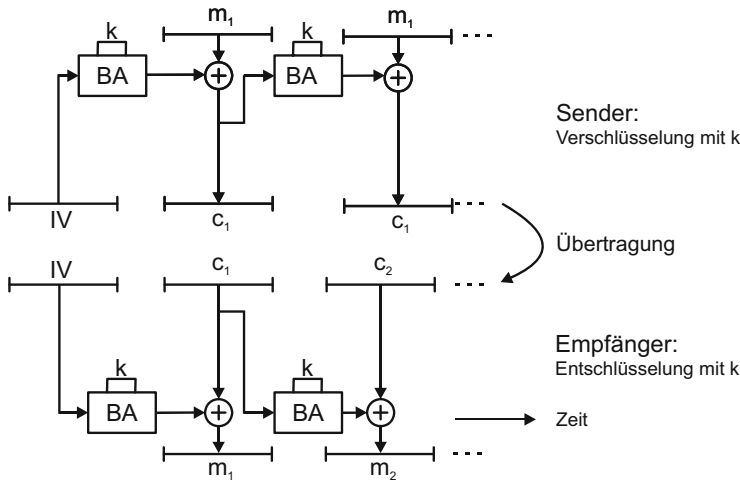 k
m₁
k
m₁
BA
BA
Sender:
Verschlüsselung mit k
IV
c₁
c₁
Übertragung
IV
c₁
c₂
k
k
Empfänger:
Entschlüsselung mit k
BA
BA
Zeit
m₁
m₂